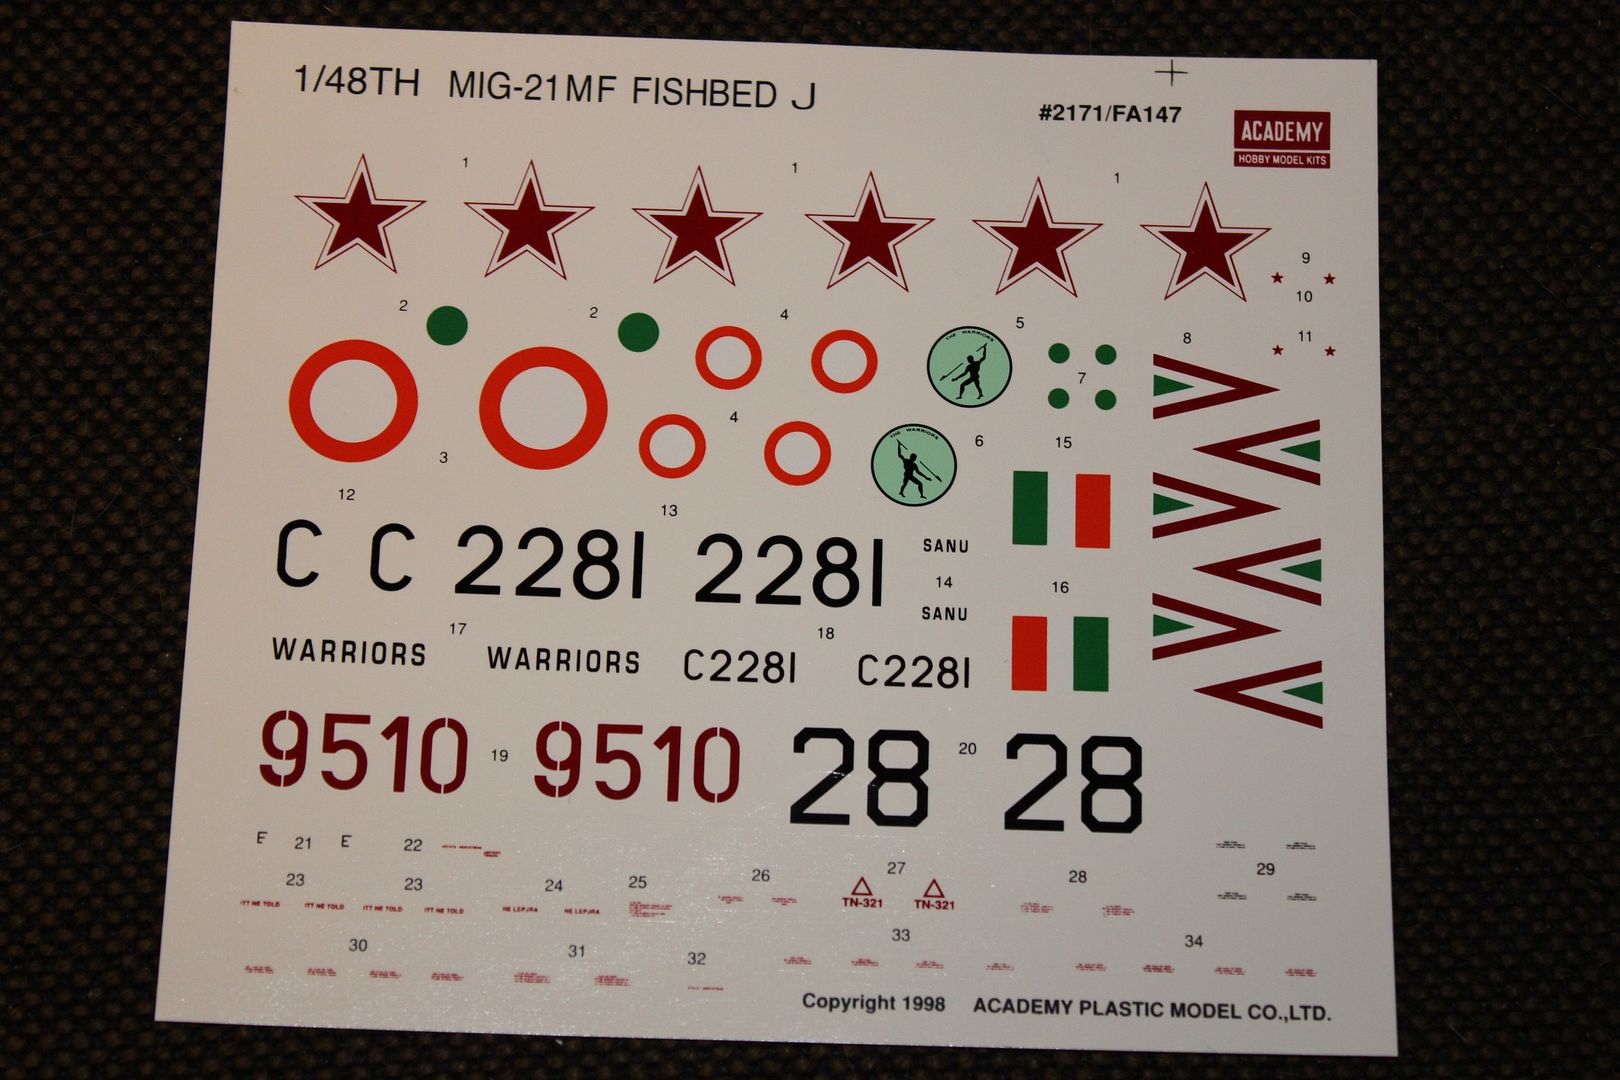 1/48TH MIG-21MF FISHBED J
#2171/FA147
ACADEMY
HOBBY MODEL KITS
1 1 1
9
10
11
2 2 4 5 8
THE WARRIORS
7
4
THE WARRIORS
6 15
3
12 13
C C 2281 2281
SANU
14
SANU
16
17 18
WARRIORS WARRIORS C2281 C2281
9510 19 9510 28 20 28
E 21 E 22
23 23 24 25 26 27 28 29
ITT NE TOLD ITT NE TOLD ITT NE TOLD ITT NE TOLD NE LEPJRA NE LEPJRA
TN-321 TN-321
30 31 32 33 34
Copyright 1998 ACADEMY PLASTIC MODEL CO.,LTD.